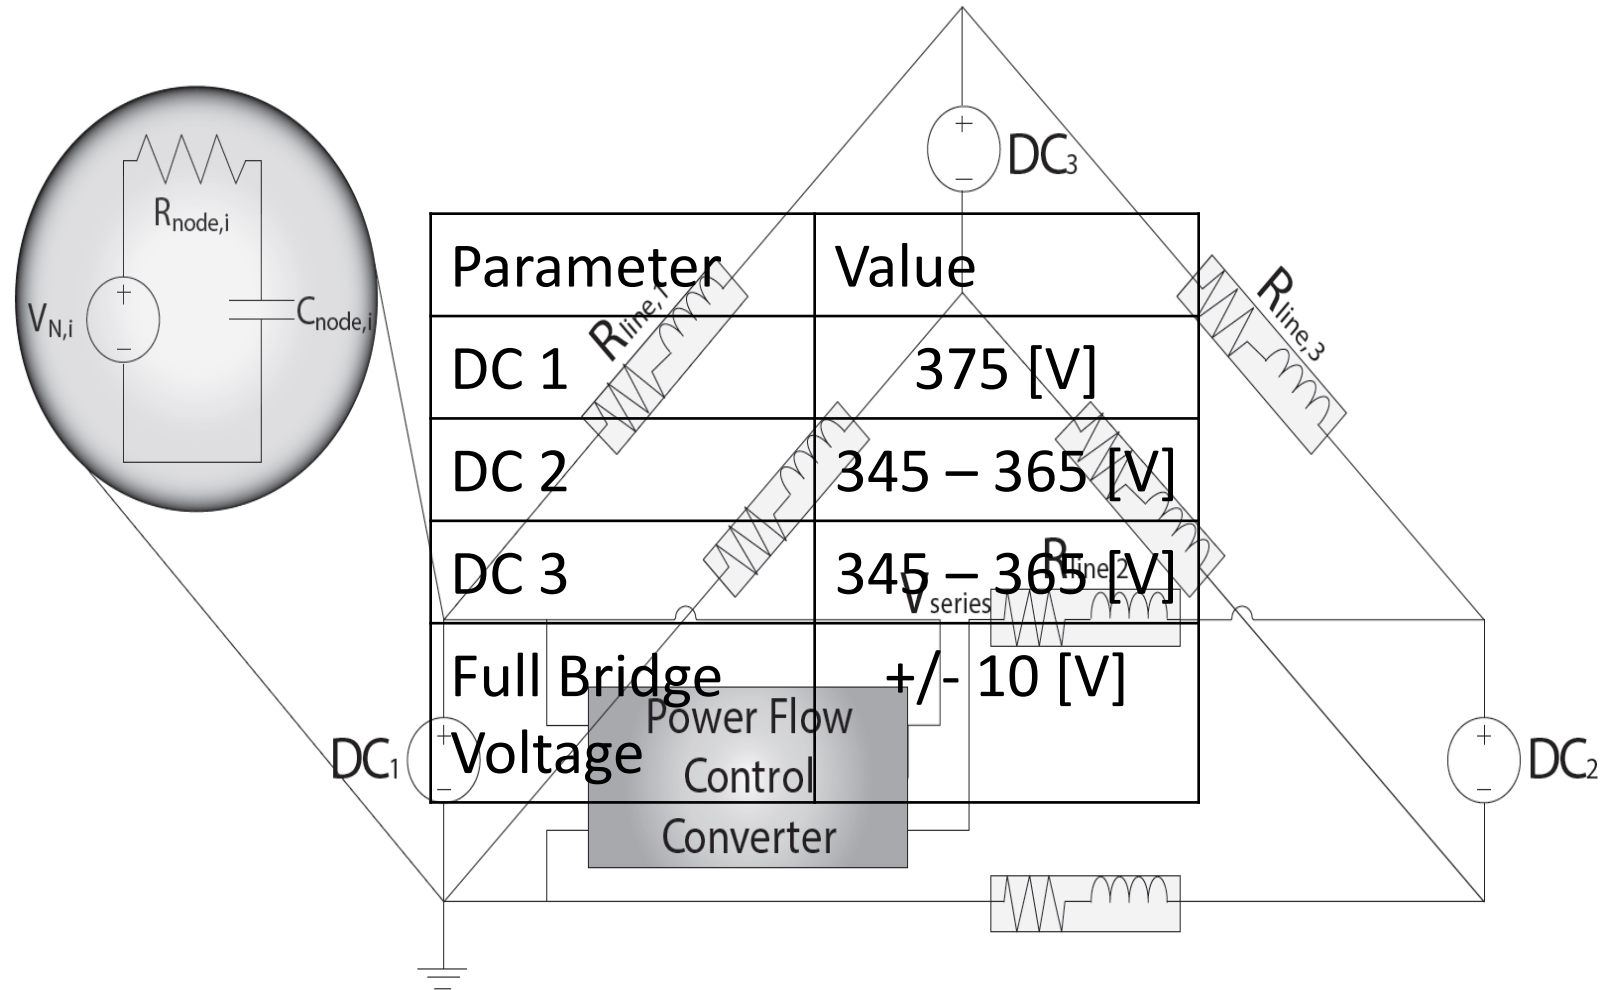 DC3
Rnode,i
VN,i
Cnode,i
Parameter Value
Rline,1
Rline,3
DC 1 375 [V]
DC 2 345 – 365 [V]
DC 3 345 – 365 [V]
Rline,2
Vseries
Full Bridge Voltage +/- 10 [V]
DC1
DC2
Power Flow
Control
Converter